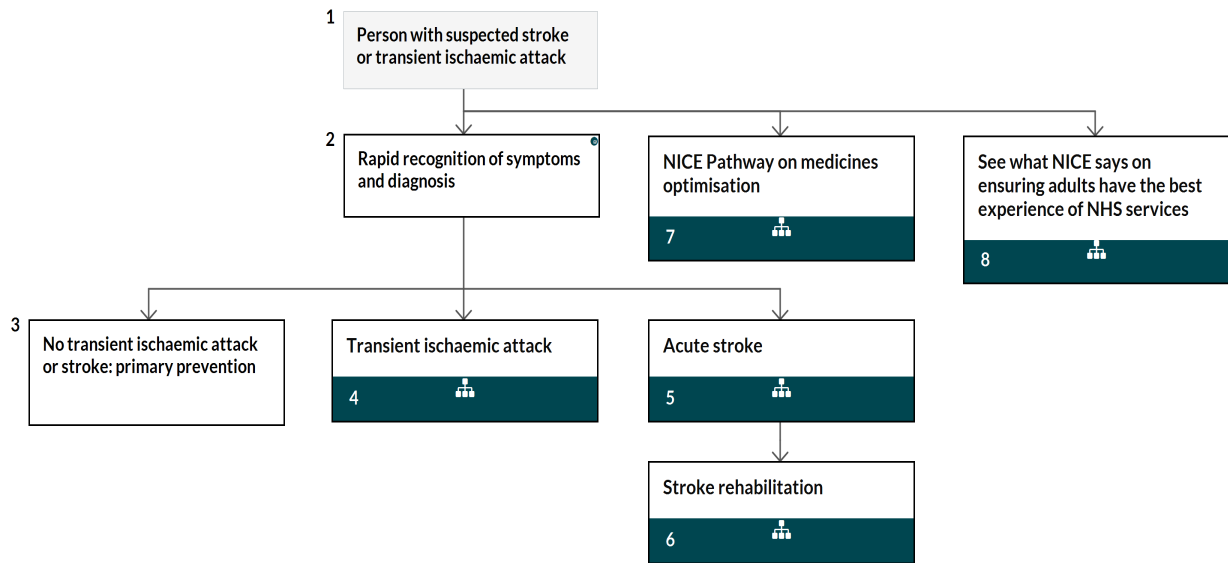 1
Person with suspected stroke
or transient ischaemic attack
2
Rapid recognition of symptoms
and diagnosis
NICE Pathway on medicines
optimisation
7
See what NICE says on
ensuring adults have the best
experience of NHS services
8
3
No transient ischaemic attack
or stroke: primary prevention
Transient ischaemic attack
4
Acute stroke
5
Stroke rehabilitation
6